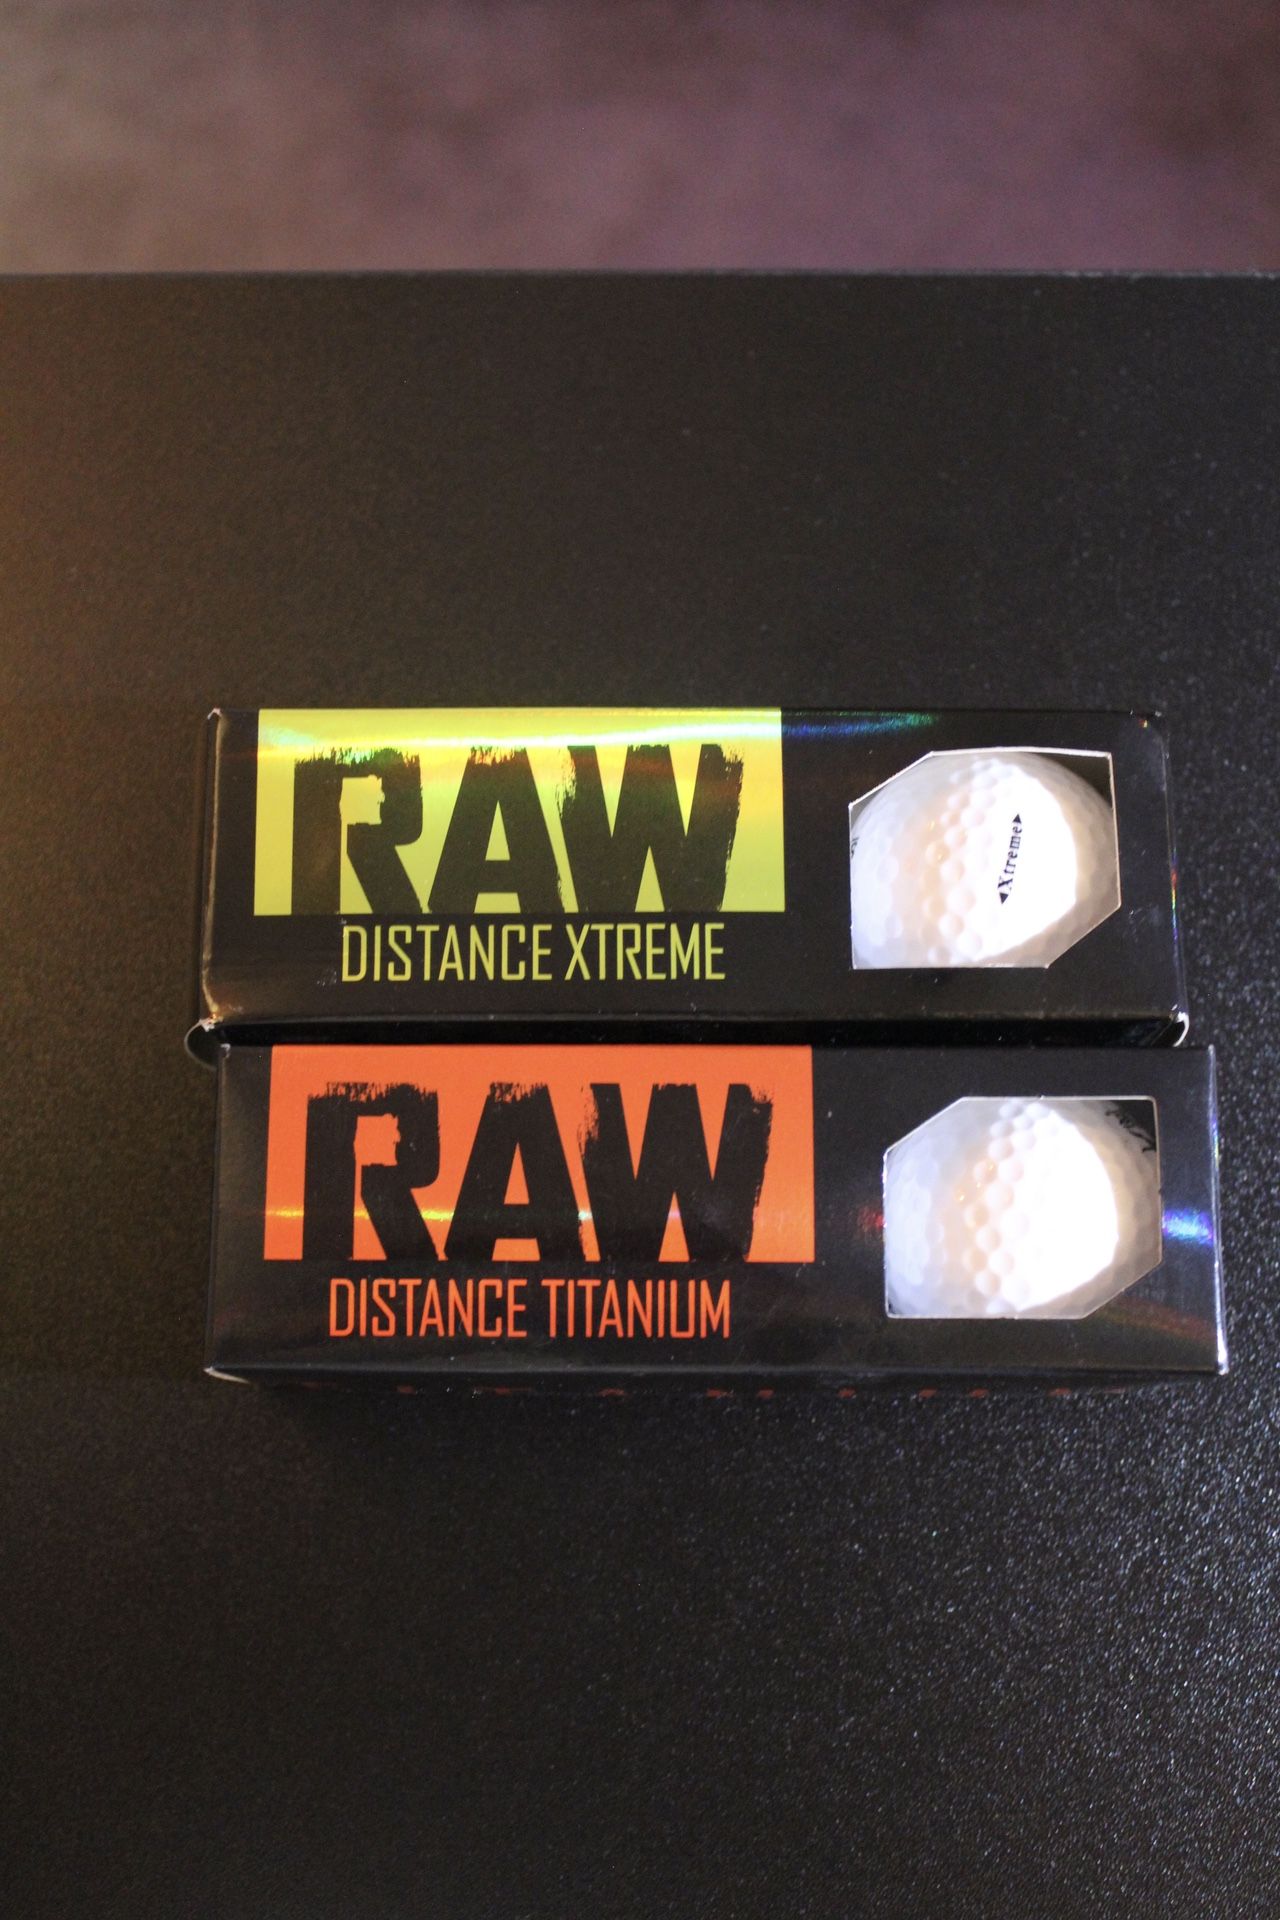 RAW
DISTANCE XTREME
Xtreme
RAW
DISTANCE TITANIUM